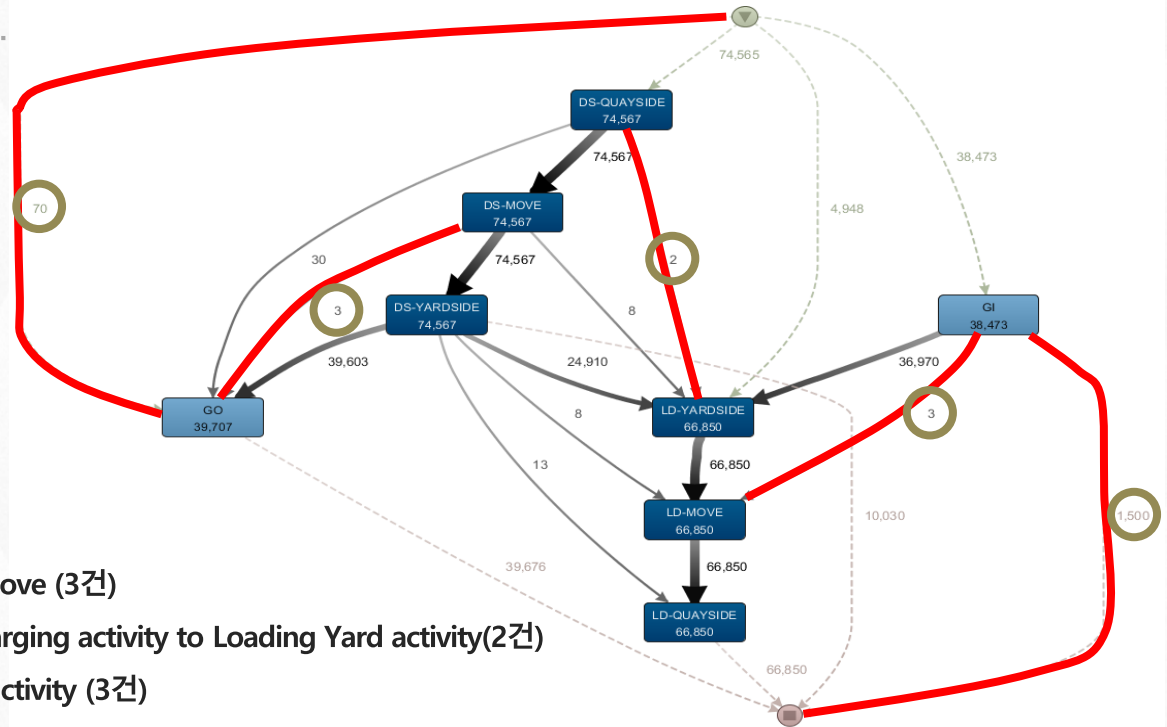 74,565
DS-QUAYSIDE
74,567
74,567
38,473
70
DS-MOVE
74,567
4,948
30
74,567
2
3
DS-YARDSIDE
74,567
8
GI
38,473
39,603
24,910
36,970
GO
39,707
8
LD-YARDSIDE
66,850
3
13
66,850
LD-MOVE
66,850
10,030
1,500
39,676
66,850
ove (3건)
LD-QUAYSIDE
66,850
arging activity to Loading Yard activity(2건)
66,850
ctivity (3건)